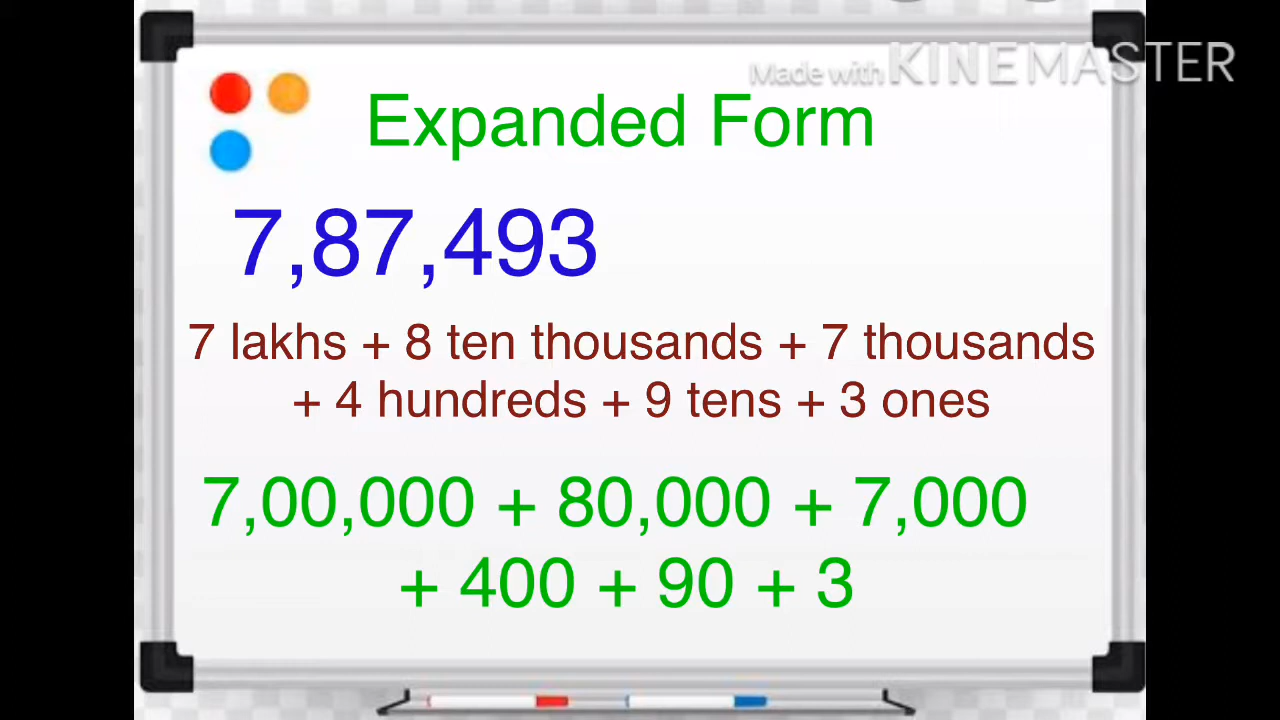 Made with KINEMASTER
Expanded Form
7,87,493
7 lakhs + 8 ten thousands + 7 thousands
+ 4 hundreds + 9 tens + 3 ones
7,00,000 + 80,000 + 7,000
+ 400 + 90 + 3